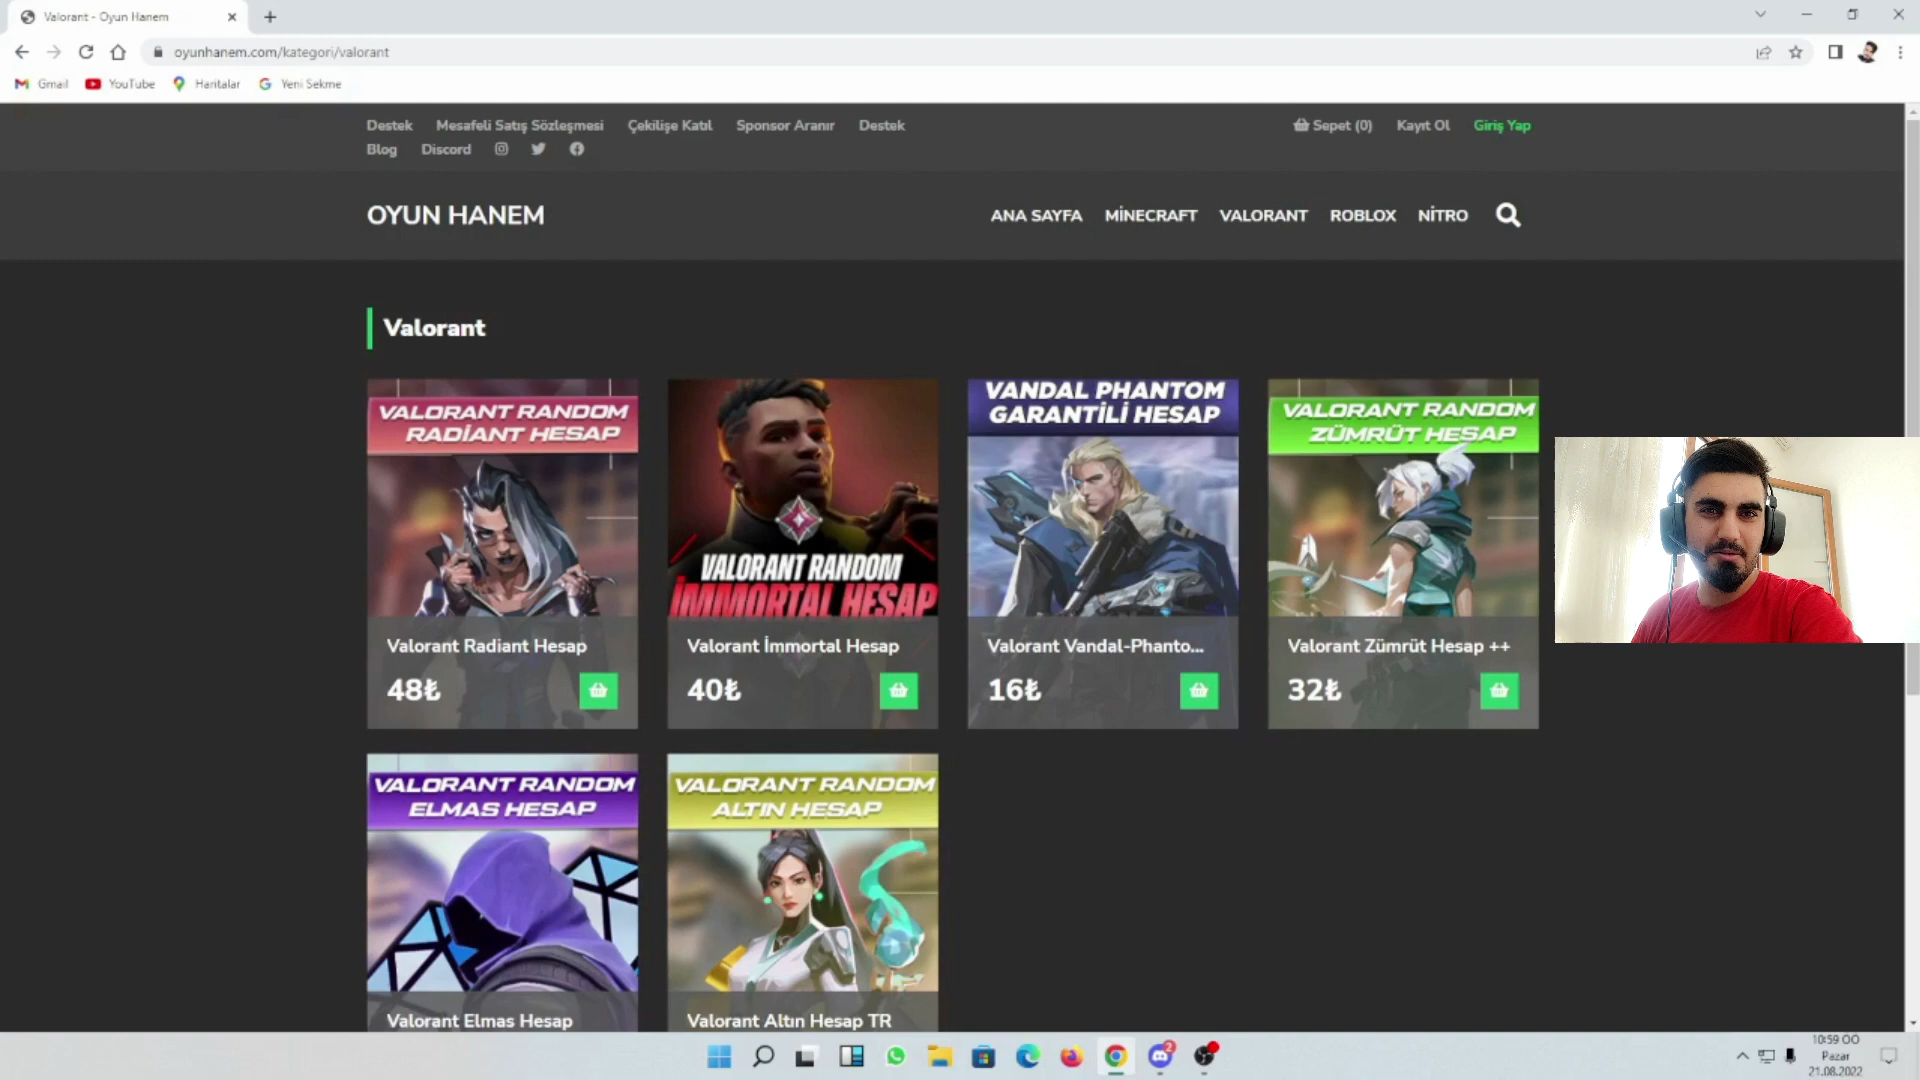 Valorant - Oyun Hanem
oyunhanem.com/kategori/valorant
Gmail
YouTube
Haritalar
Yeni Sekme
Destek
Mesafeli Satış Sözleşmesi
Çekilişe Katıl
Sponsor Aranır
Destek
Sepet (0)
Kayıt Ol
Giriş Yap
Blog
Discord
OYUN HANEM
ANA SAYFA
MİNECRAFT
VALORANT
ROBLOX
NİTRO
Valorant
VALORANT RANDOM
RADİANT HESAP
Valorant Radiant Hesap
48₺
VALORANT RANDOM
İMMORTAL HESAP
Valorant İmmortal Hesap
40₺
VANDAL PHANTOM
GARANTİLİ HESAP
Valorant Vandal-Phanto...
16₺
VALORANT RANDOM
ZÜMRÜT HESAP
Valorant Zümrüt Hesap ++
32₺
VALORANT RANDOM
ELMAS HESAP
Valorant Elmas Hesap
VALORANT RANDOM
ALTIN HESAP
Valorant Altın Hesap TR
2
10:59 ÖÖ
Pazar
21.08.2022